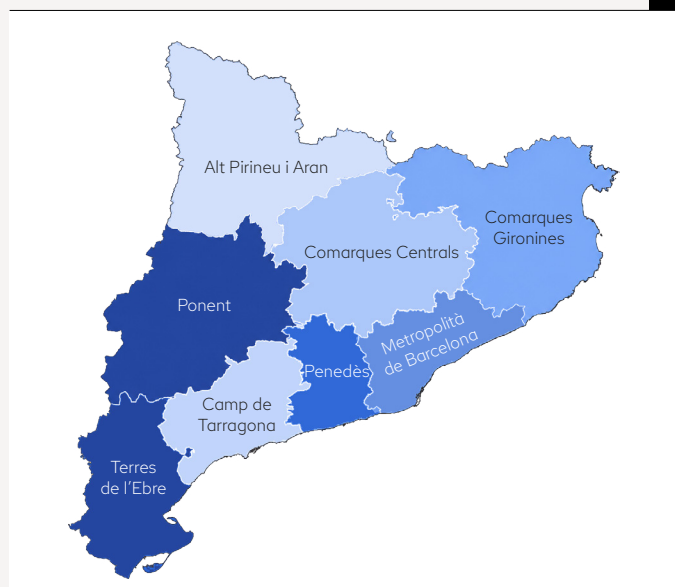 Alt Pirineu i Aran
Comarques
Gironines
Comarques Centrals
Ponent
Metropolità
de Barcelona
Penedès
Camp de
Tarragona
Terres
de l'Ebre